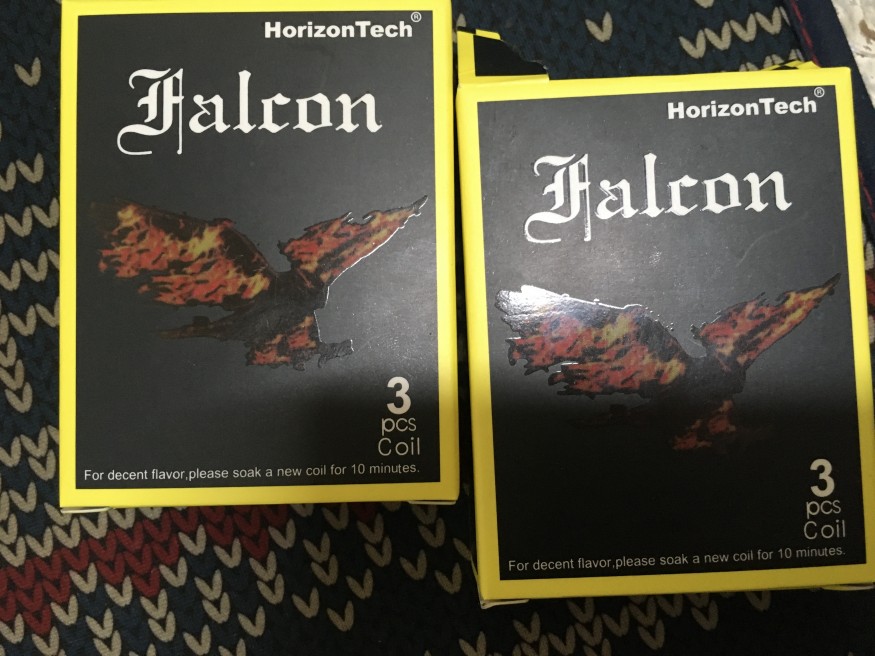 HorizonTech®
Falcon
3
pcs
Coil
For decent flavor,please soak a new coil for 10 minutes.
HorizonTech®
Falcon
3
pcs
Coil
For decent flavor,please soak a new coil for 10 minutes.